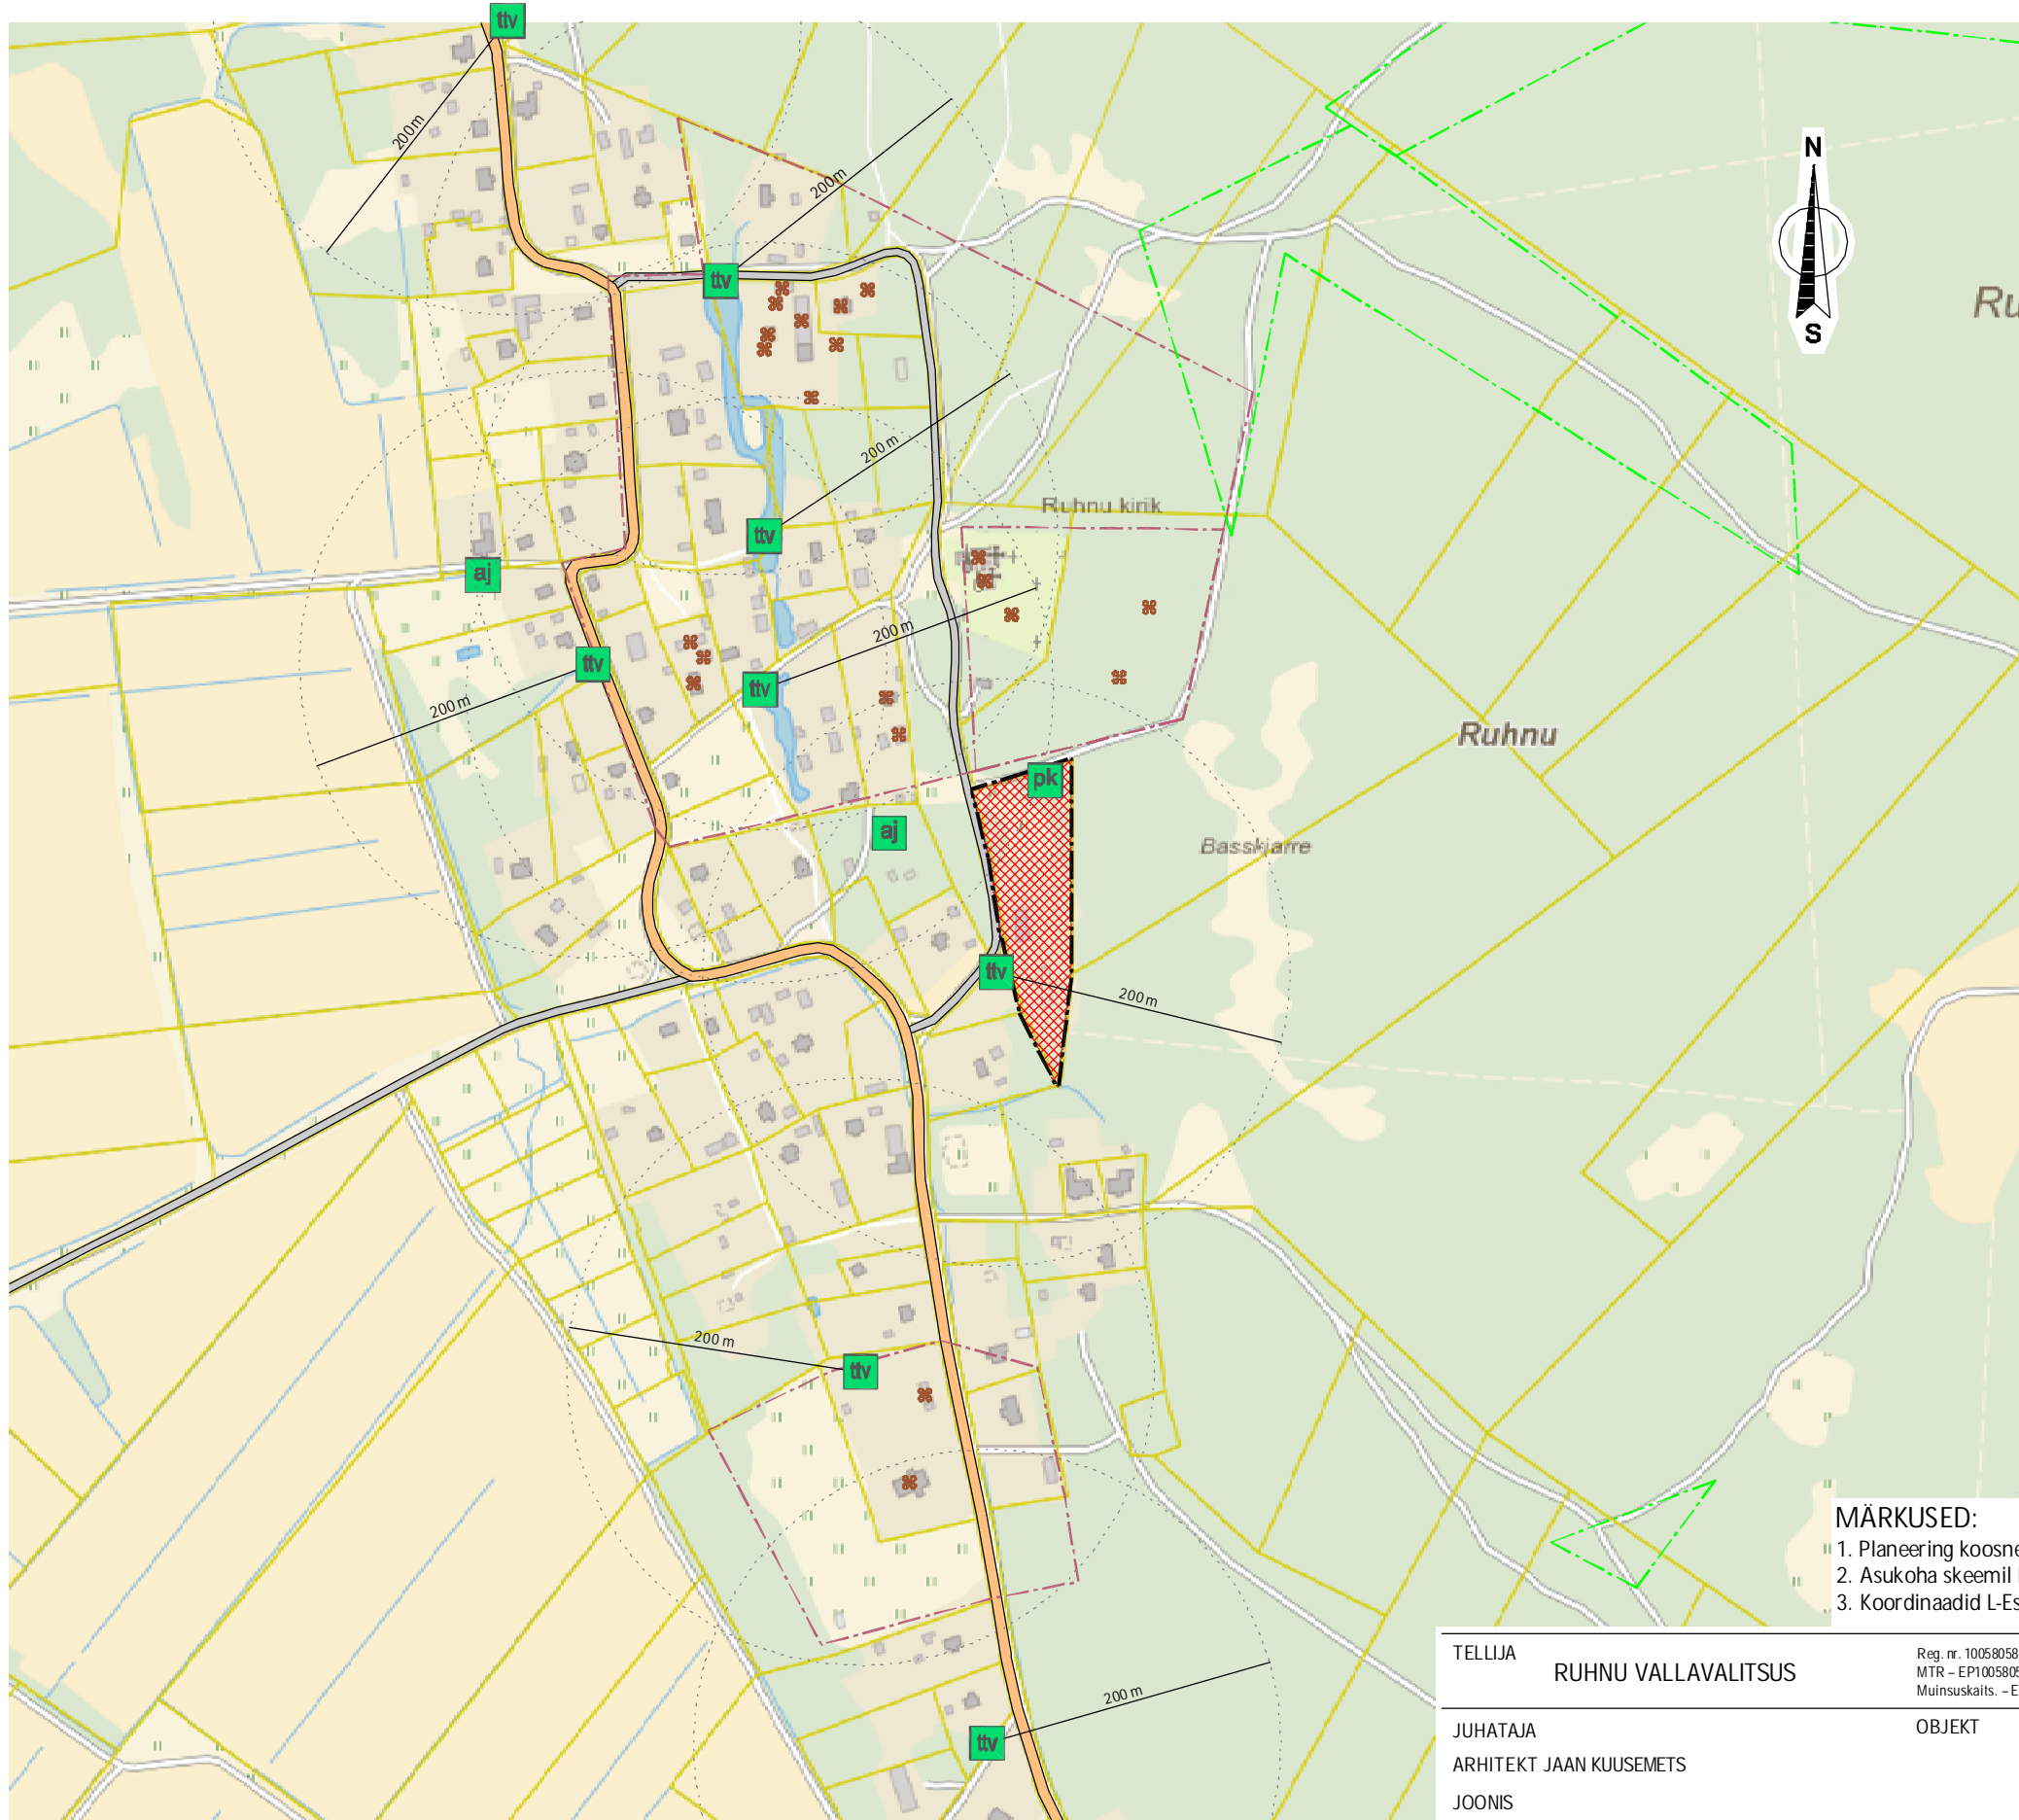 ttv
200m
N
200m
S
ttv
Ru
200 m
Ruhnu kirik
ttv
aj
200 m
ttv
ttv
200 m
Ruhnu
pk
aj
Basskjarre
ttv
200 m
200 m
ttv
MÄRKUSED:
1. Planeering koosne
2. Asukoha skeemil
3. Koordinaadid L-Es
TELLIJA
RUHNU VALLAVALITSUS
Reg. nr. 10058058
MTR – EP1005805
Muinsuskaits. – E
200 m
ttv
JUHATAJA
OBJEKT
ARHITEKT JAAN KUUSEMETS
JOONIS